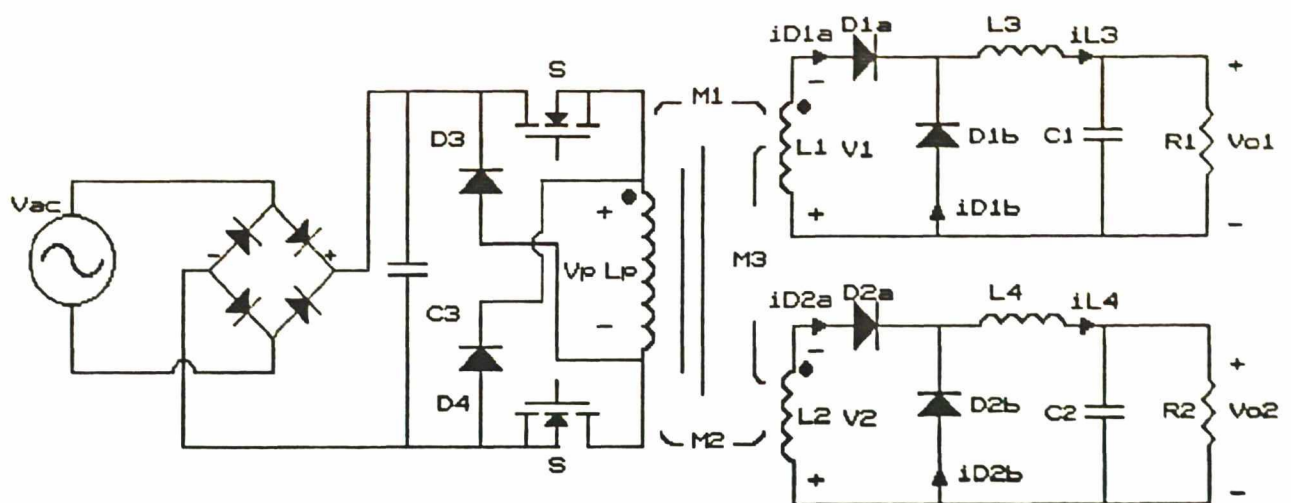 iD1a D1a L3 iL3
S M1 - +
D3 L1 V1 D1b C1 R1 Vo1
Vac + iD1b -
- + + M3
Vp Lp
C3 iD2a D2a L4 iL4
- - +
D4 L2 V2 D2b C2 R2 Vo2
M2
S + iD2b -